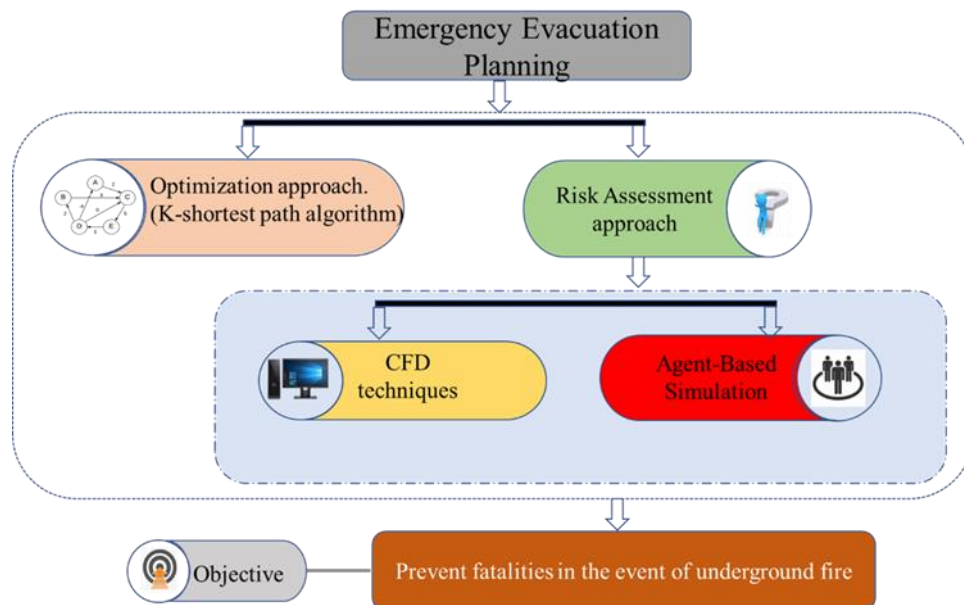 Emergency Evacuation
Planning
Optimization approach.
(K-shortest path algorithm)
Risk Assessment
approach
CFD
techniques
Agent-Based
Simulation
Objective
Prevent fatalities in the event of underground fire
A
B
C
D
E